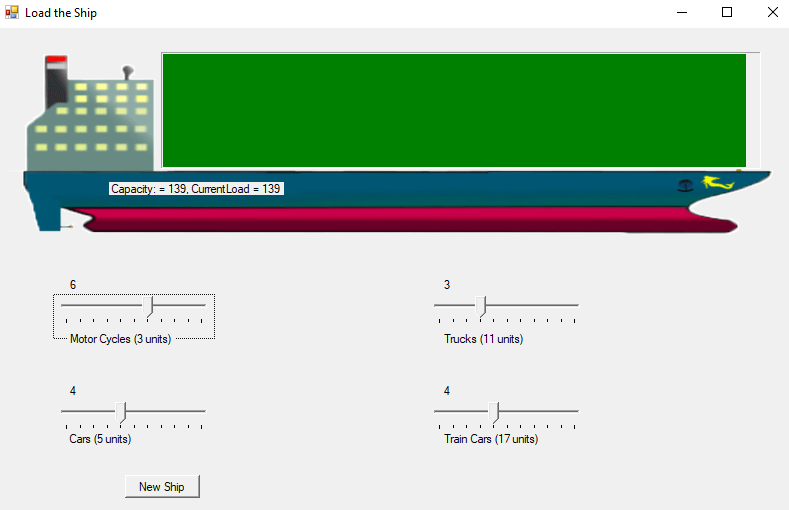 Load the Ship
Capacity: = 139, CurrentLoad = 139
6
3
Motor Cycles (3 units)
Trucks (11 units)
4
4
Cars (5 units)
Train Cars (17 units)
New Ship